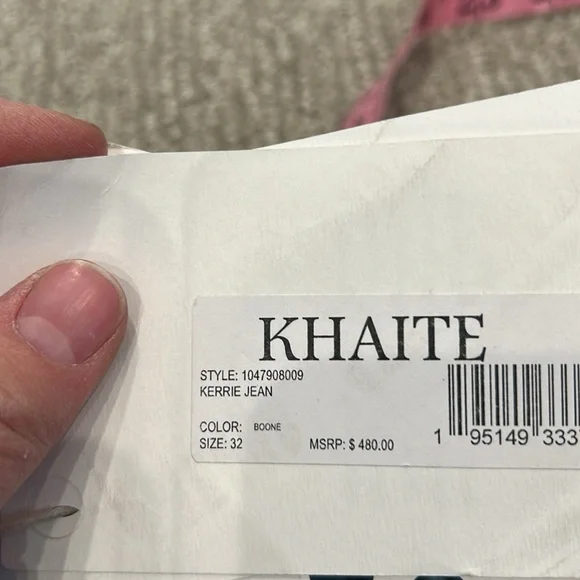 KHAITE
STYLE: 1047908009
KERRIE JEAN
COLOR: BOONE
SIZE: 32 MSRP: $ 480.00
1 95149 333